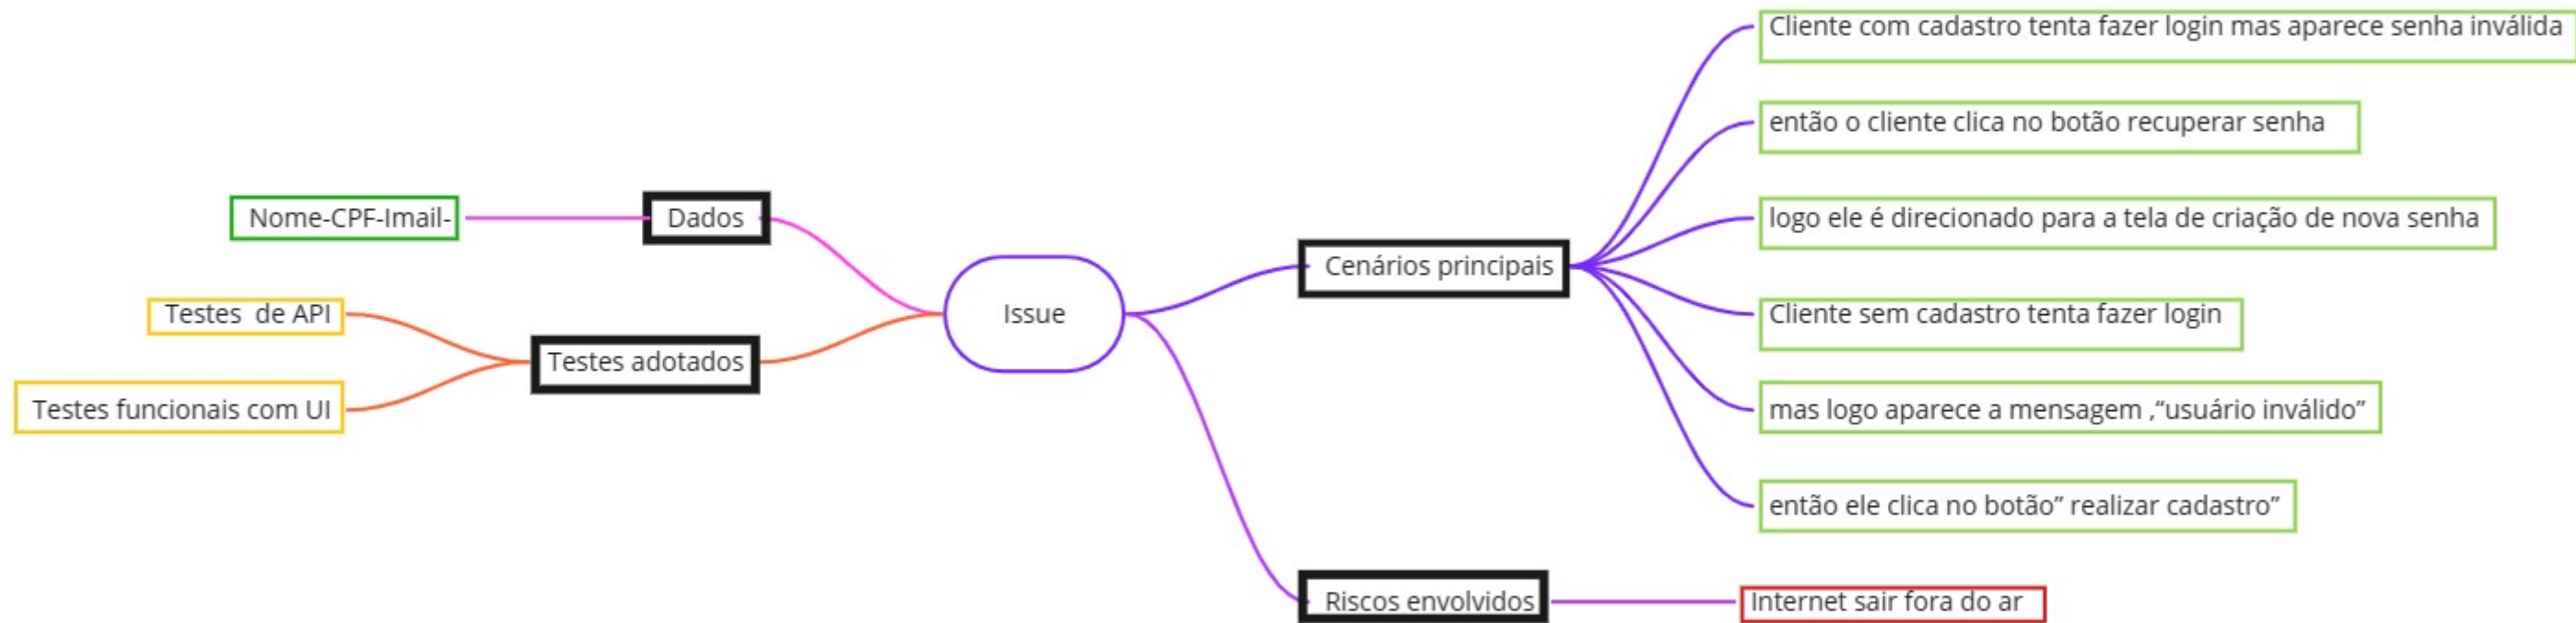 Cliente com cadastro tenta fazer login mas aparece senha inválida
então o cliente clica no botão recuperar senha
logo ele é direcionado para a tela de criação de nova senha
Nome-CPF-Imail-
Dados
Cenários principais
Testes  de API
Issue
Cliente sem cadastro tenta fazer login
Testes adotados
Testes funcionais com UI
mas logo aparece a mensagem ,“usuário inválido”
então ele clica no botão” realizar cadastro”
Riscos envolvidos
Internet sair fora do ar